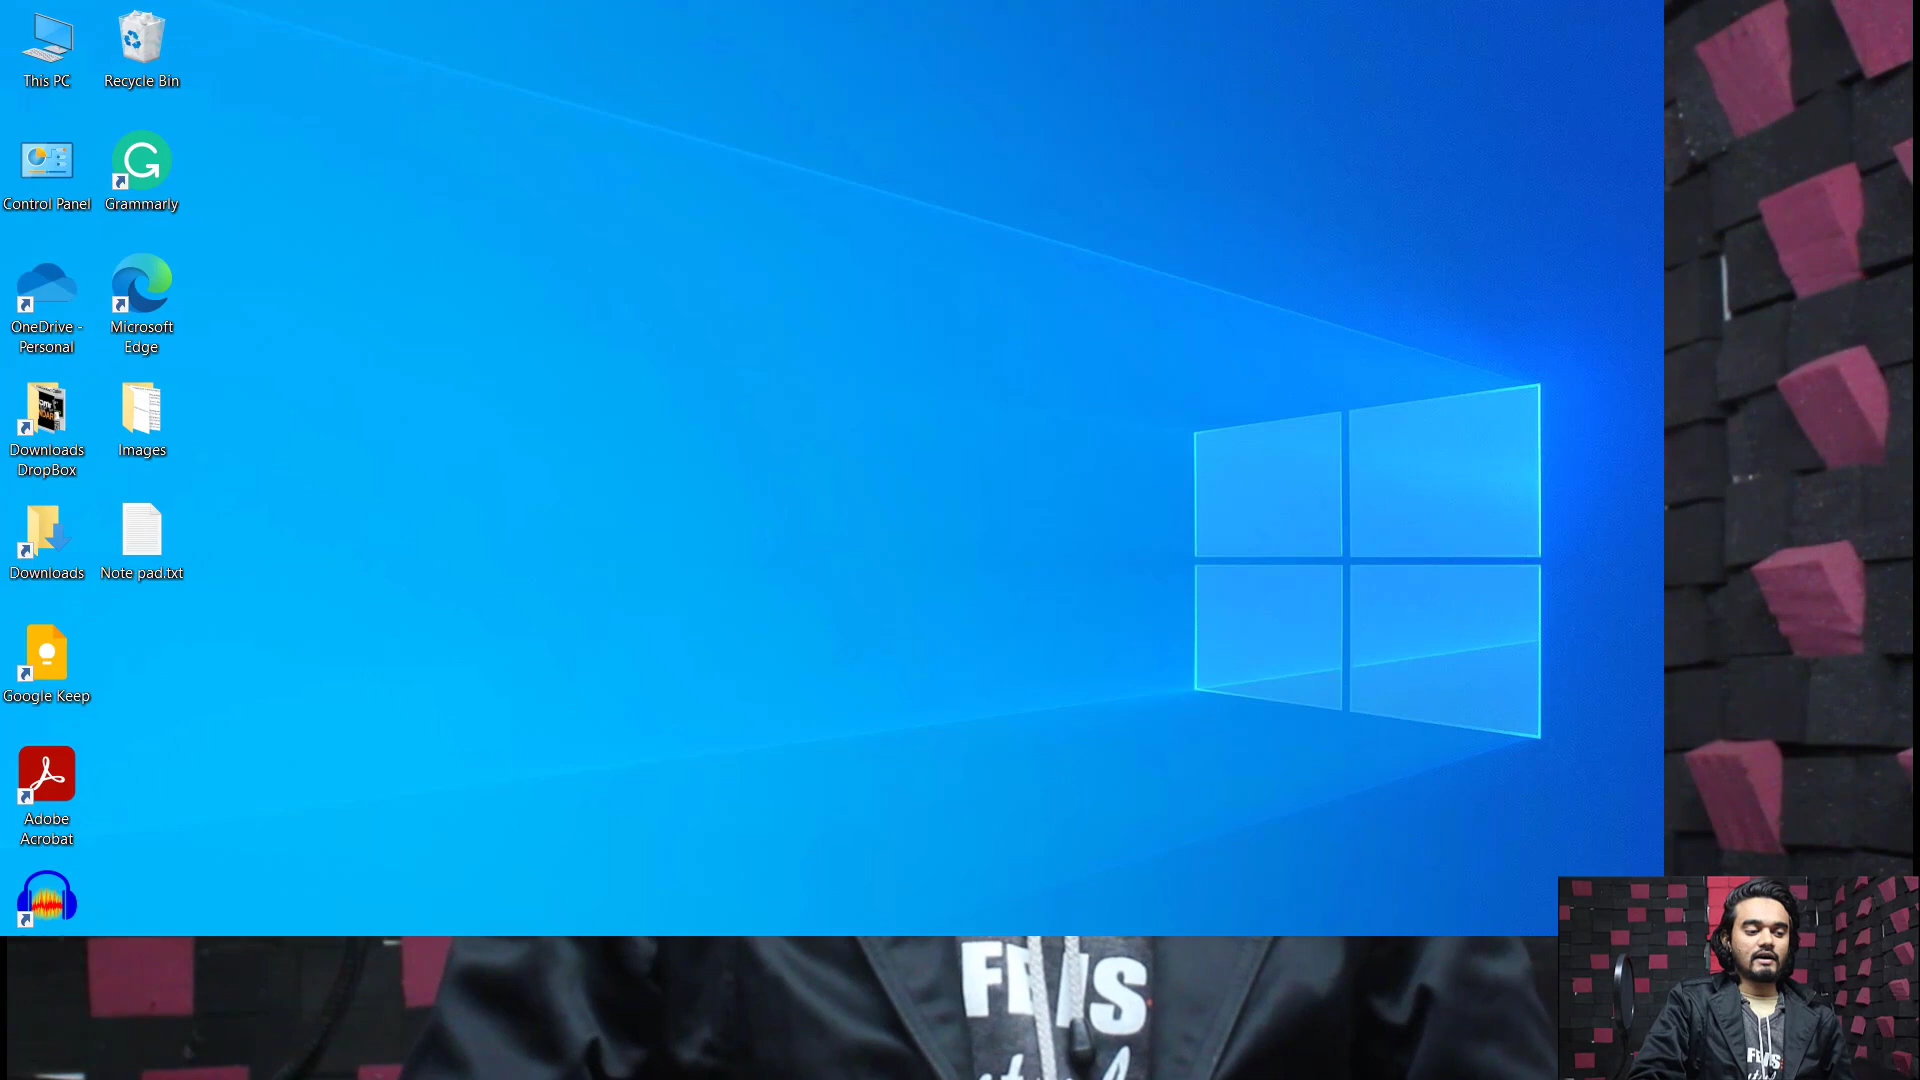 This PC
Recycle Bin
Control Panel
Grammarly
OneDrive -
Personal
Microsoft
Edge
Downloads
DropBox
Images
Downloads
Note pad.txt
Google Keep
Adobe
Acrobat